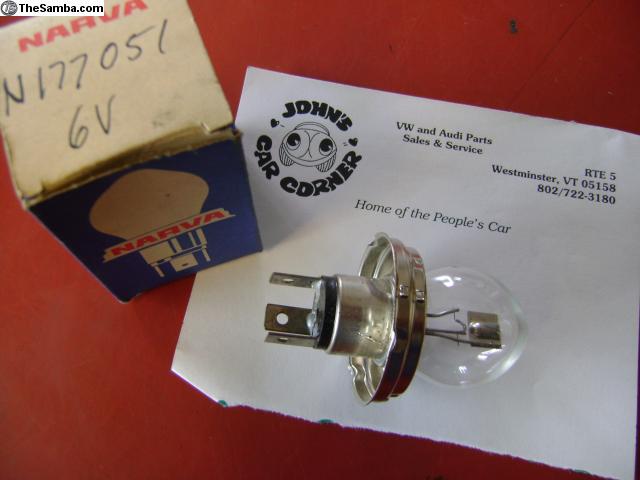 TheSamba.com
NARVA
N177051
6V
NARVA
JOHN'S
CAR CORNER
VW and Audi Parts
Sales & Service
RTE 5
Westminster, VT 05158
802/722-3180
Home of the People's Car